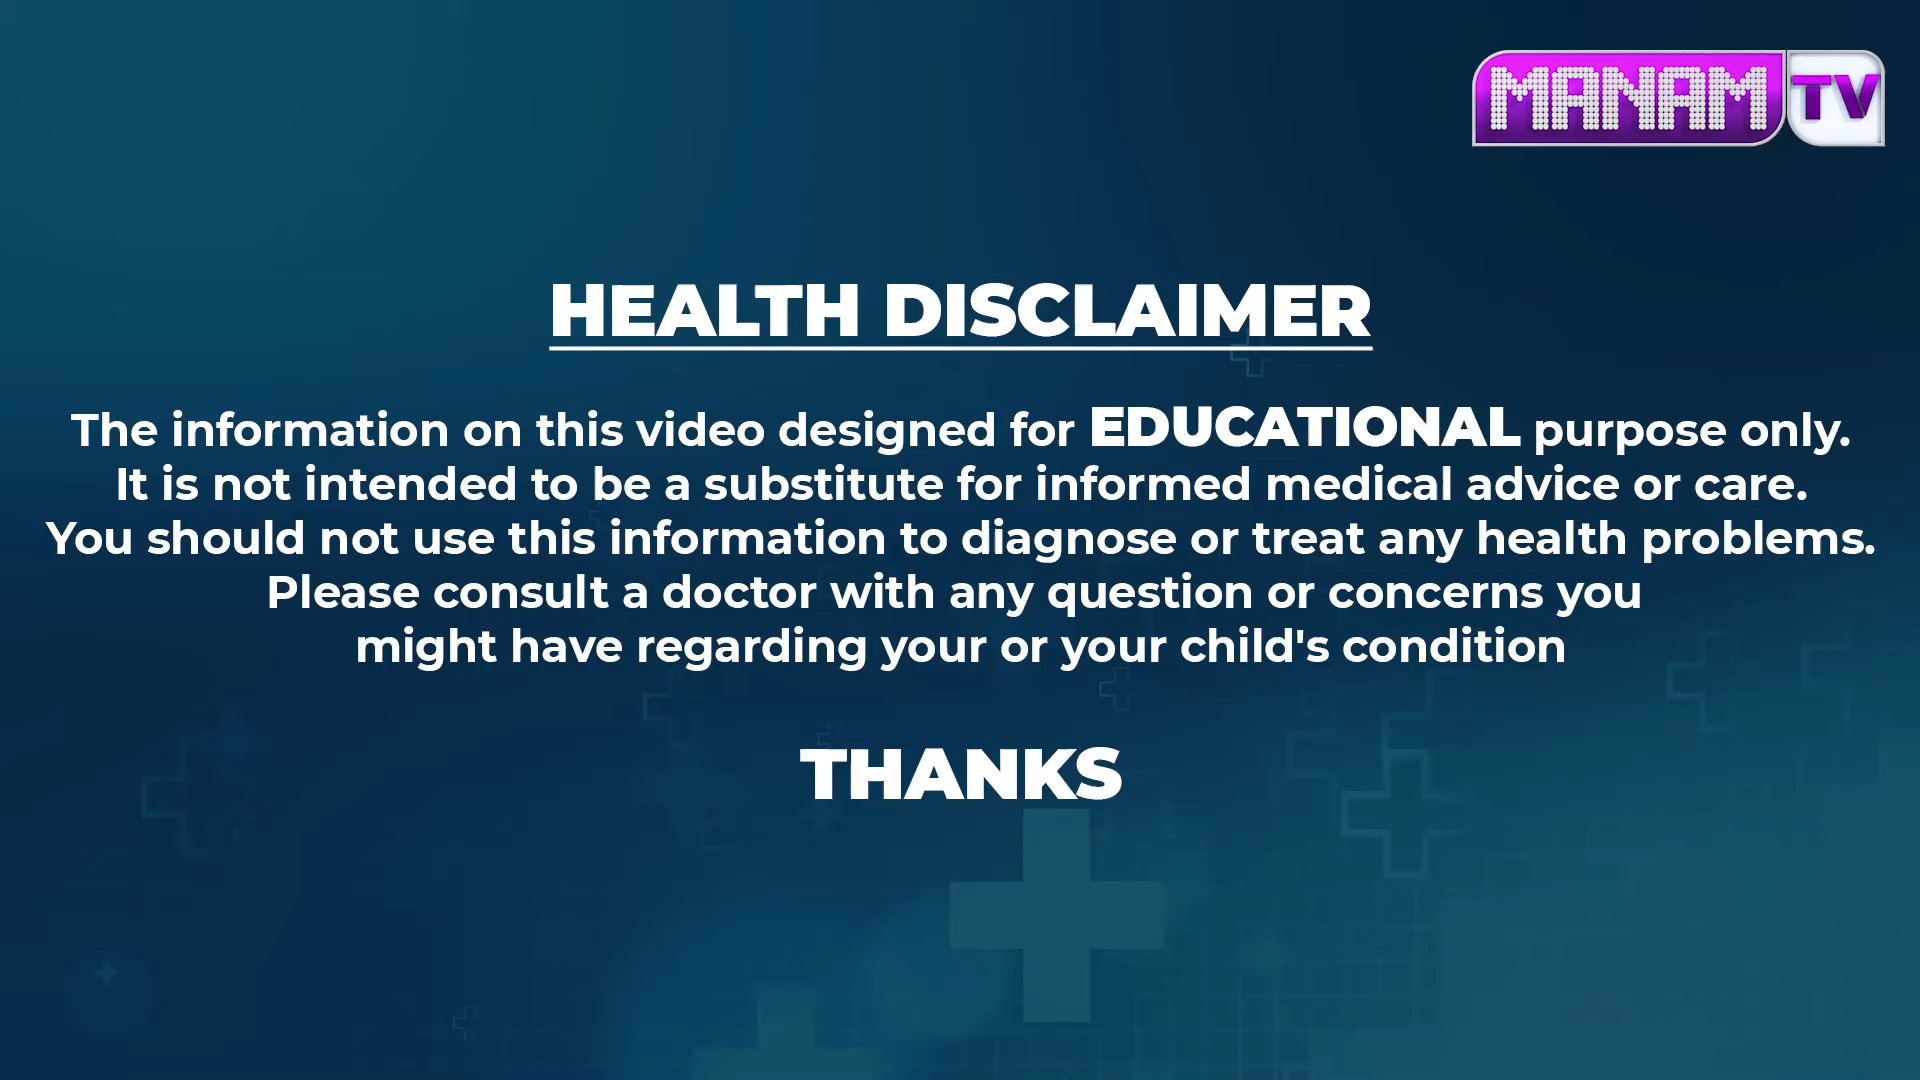 MANAM TV
HEALTH DISCLAIMER
The information on this video designed for EDUCATIONAL purpose only.
It is not intended to be a substitute for informed medical advice or care.
You should not use this information to diagnose or treat any health problems.
Please consult a doctor with any question or concerns you
might have regarding your or your child's condition
THANKS